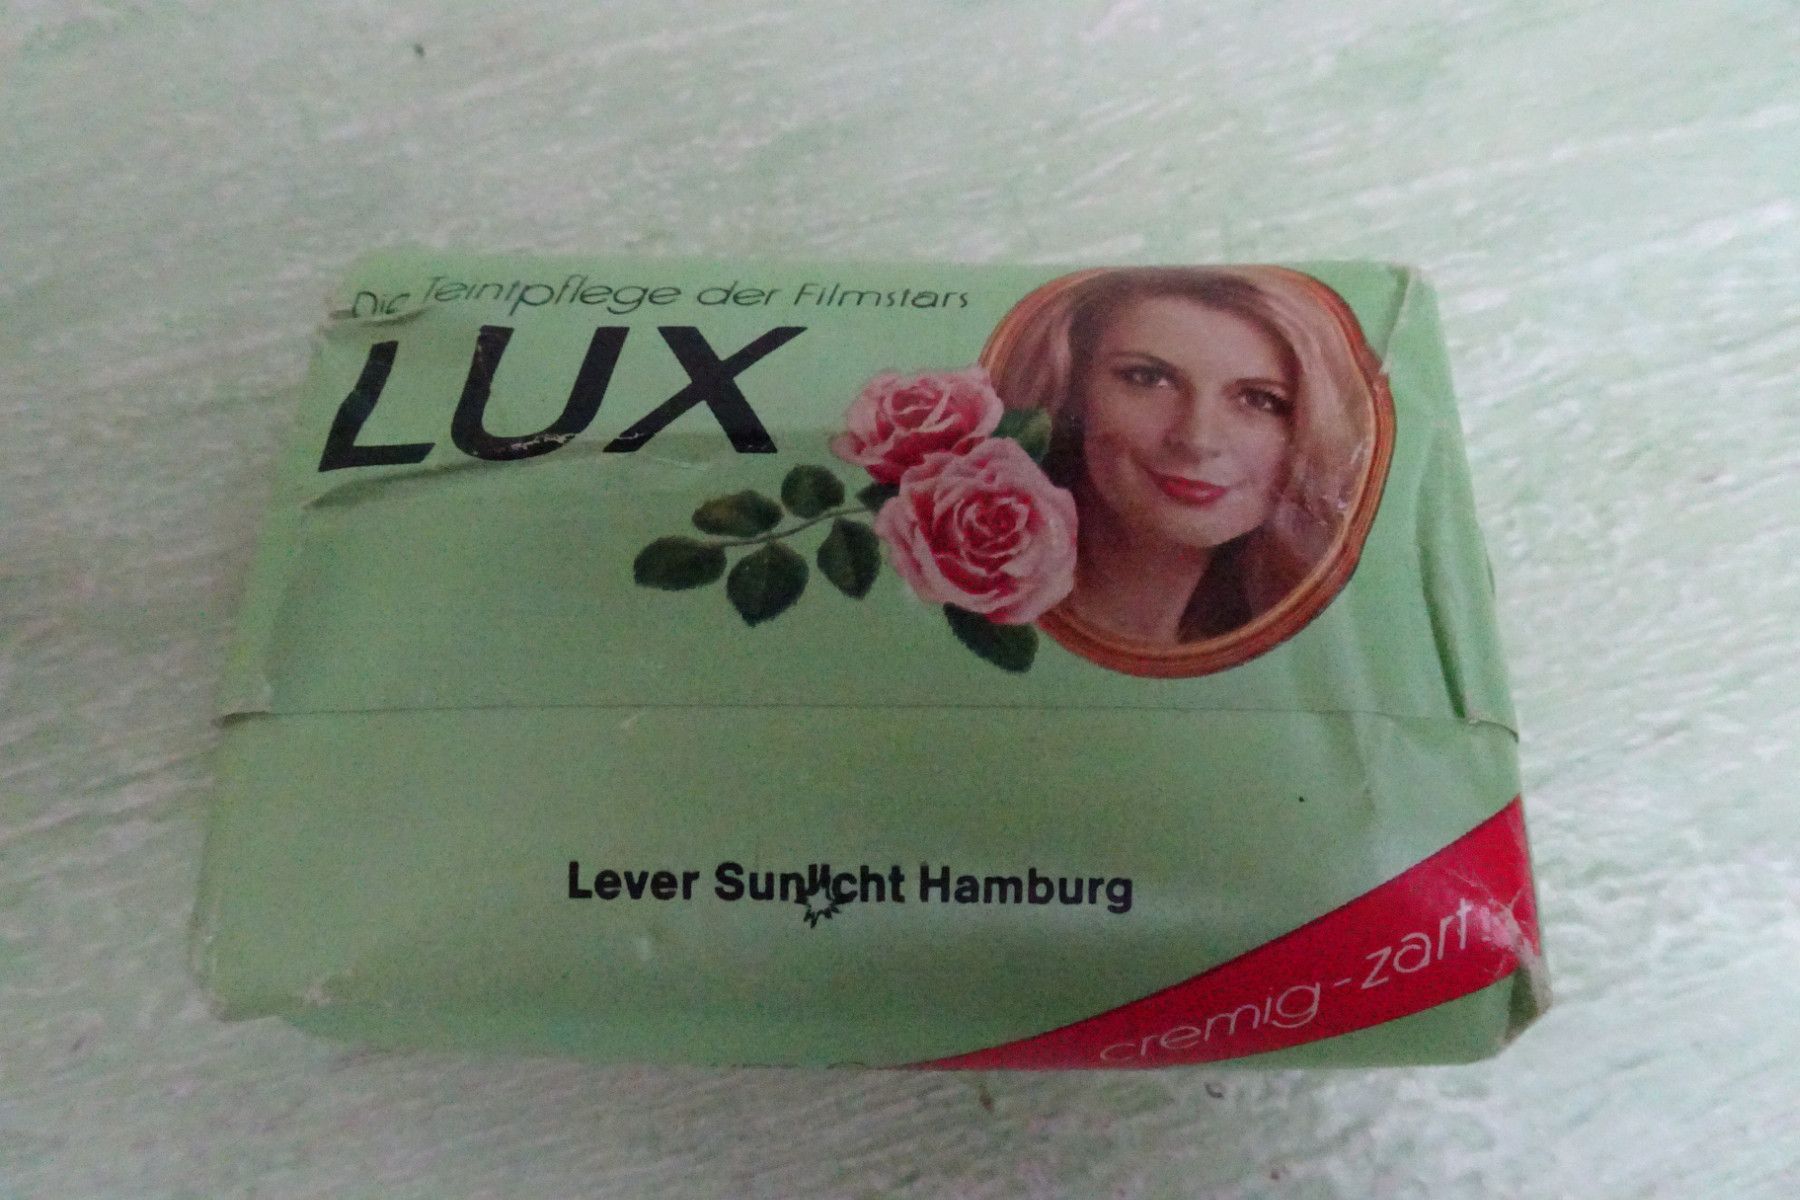 Die Teintpflege der Filmstars
LUX
Lever Sunlicht Hamburg
cremig-zart